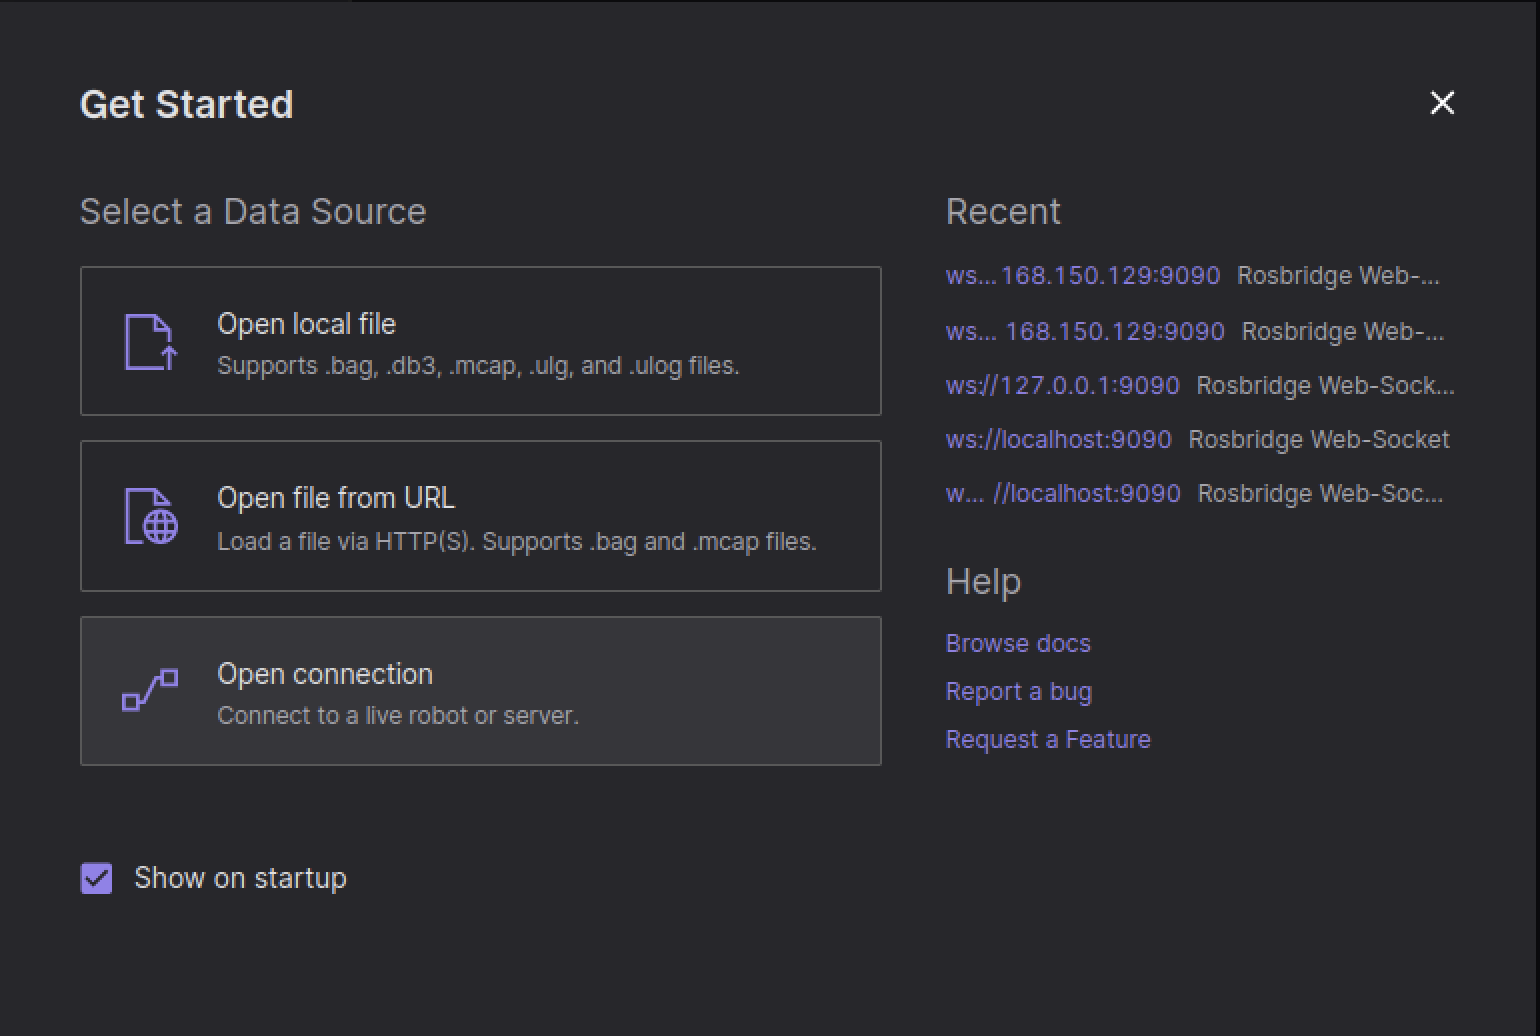 Get Started
Select a Data Source
Open local file
Supports .bag, .db3, .mcap, .ulg, and .ulog files.
Open file from URL
Load a file via HTTP(S). Supports .bag and .mcap files.
Open connection
Connect to a live robot or server.
Show on startup
Recent
ws... 168.150.129:9090 Rosbridge Web-...
ws... 168.150.129:9090 Rosbridge Web-...
ws://127.0.0.1:9090 Rosbridge Web-Sock...
ws://localhost:9090 Rosbridge Web-Socket
w... //localhost:9090 Rosbridge Web-Soc...
Help
Browse docs
Report a bug
Request a Feature